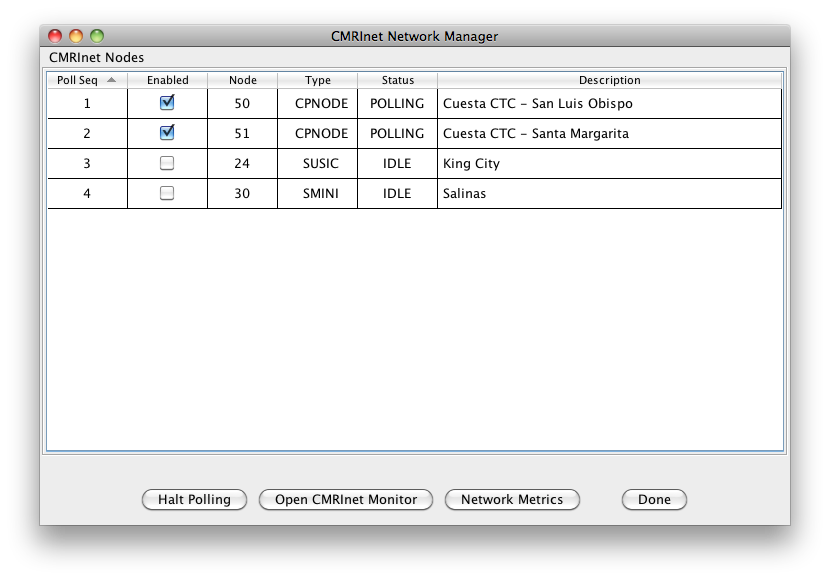 CMRInet Network Manager
CMRInet Nodes
Poll Seq Enabled Node Type Status Description
1 50 CPNODE POLLING Cuesta CTC - San Luis Obispo
2 51 CPNODE POLLING Cuesta CTC - Santa Margarita
3 24 SUSIC IDLE King City
4 30 SMINI IDLE Salinas
Halt Polling Open CMRInet Monitor Network Metrics Done